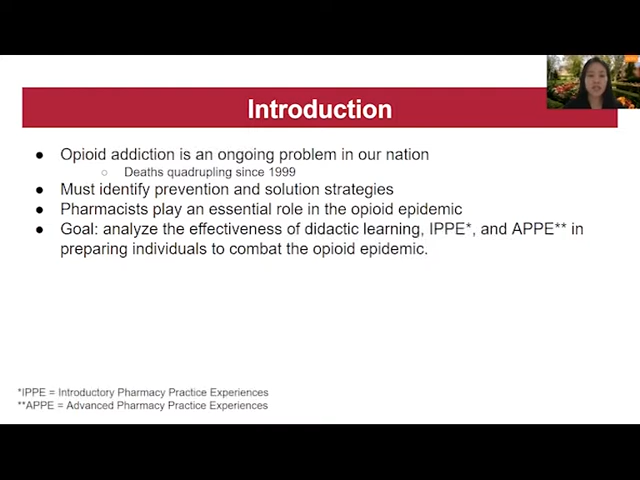 Introduction
● Opioid addiction is an ongoing problem in our nation
○ Deaths quadrupling since 1999
● Must identify prevention and solution strategies
● Pharmacists play an essential role in the opioid epidemic
● Goal: analyze the effectiveness of didactic learning, IPPE*, and APPE** in
preparing individuals to combat the opioid epidemic.
*IPPE = Introductory Pharmacy Practice Experiences
**APPE = Advanced Pharmacy Practice Experiences